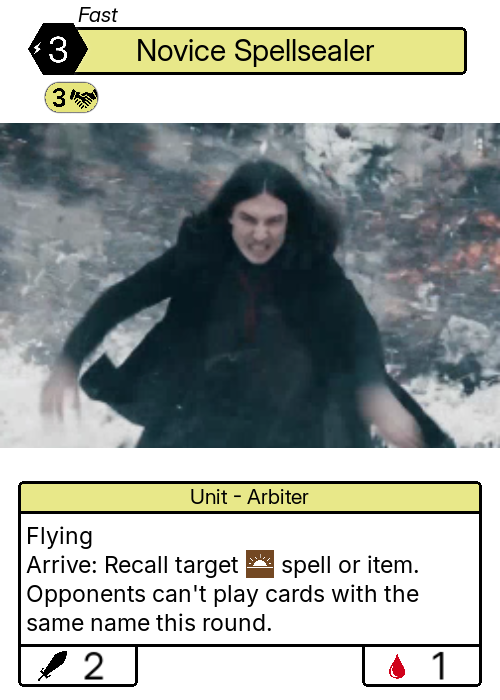 Fast
3 Novice Spellsealer
3
Unit - Arbiter
Flying
Arrive: Recall target spell or item.
Opponents can't play cards with the
same name this round.
2 1